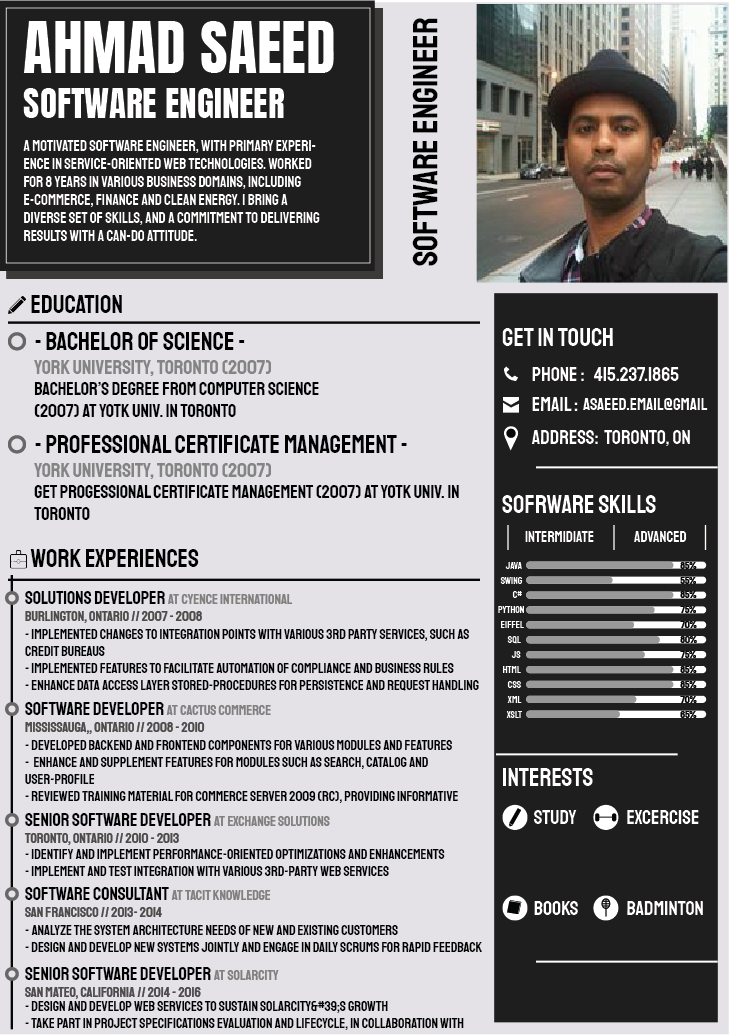 AHMAD SAEED
SOFTWARE ENGINEER
A MOTIVATED SOFTWARE ENGINEER, WITH PRIMARY EXPERI-
ENCE IN SERVICE-ORIENTED WEB TECHNOLOGIES. WORKED
FOR 8 YEARS IN VARIOUS BUSINESS DOMAINS, INCLUDING
E-COMMERCE, FINANCE AND CLEAN ENERGY. I BRING A
DIVERSE SET OF SKILLS, AND A COMMITMENT TO DELIVERING
RESULTS WITH A CAN-DO ATTITUDE.
SOFTWARE ENGINEER
EDUCATION
- BACHELOR OF SCIENCE -
YORK UNIVERSITY, TORONTO (2007)
BACHELOR'S DEGREE FROM COMPUTER SCIENCE
(2007) AT YOTK UNIV. IN TORONTO
- PROFESSIONAL CERTIFICATE MANAGEMENT -
YORK UNIVERSITY, TORONTO (2007)
GET PROGESSIONAL CERTIFICATE MANAGEMENT (2007) AT YOTK UNIV. IN
TORONTO
WORK EXPERIENCES
SOLUTIONS DEVELOPER AT CYENCE INTERNATIONAL
BURLINGTON, ONTARIO // 2007 - 2008
- IMPLEMENTED CHANGES TO INTEGRATION POINTS WITH VARIOUS 3RD PARTY SERVICES, SUCH AS
CREDIT BUREAUS
- IMPLEMENTED FEATURES TO FACILITATE AUTOMATION OF COMPLIANCE AND BUSINESS RULES
- ENHANCE DATA ACCESS LAYER STORED-PROCEDURES FOR PERSISTENCE AND REQUEST HANDLING
SOFTWARE DEVELOPER AT CACTUS COMMERCE
MISSISSAUGA,, ONTARIO // 2008 - 2010
- DEVELOPED BACKEND AND FRONTEND COMPONENTS FOR VARIOUS MODULES AND FEATURES
- ENHANCE AND SUPPLEMENT FEATURES FOR MODULES SUCH AS SEARCH, CATALOG AND
USER-PROFILE
- REVIEWED TRAINING MATERIAL FOR COMMERCE SERVER 2009 (RC), PROVIDING INFORMATIVE
SENIOR SOFTWARE DEVELOPER AT EXCHANGE SOLUTIONS
TORONTO, ONTARIO // 2010 - 2013
- IDENTIFY AND IMPLEMENT PERFORMANCE-ORIENTED OPTIMIZATIONS AND ENHANCEMENTS
- IMPLEMENT AND TEST INTEGRATION WITH VARIOUS 3RD-PARTY WEB SERVICES
SOFTWARE CONSULTANT AT TACIT KNOWLEDGE
SAN FRANCISCO // 2013- 2014
- ANALYZE THE SYSTEM ARCHITECTURE NEEDS OF NEW AND EXISTING CUSTOMERS
- DESIGN AND DEVELOP NEW SYSTEMS JOINTLY AND ENGAGE IN DAILY SCRUMS FOR RAPID FEEDBACK
SENIOR SOFTWARE DEVELOPER AT SOLARCITY
SAN MATEO, CALIFORNIA // 2014 - 2016
- DESIGN AND DEVELOP WEB SERVICES TO SUSTAIN SOLARCITY&#39;S GROWTH
- TAKE PART IN PROJECT SPECIFICATIONS EVALUATION AND LIFECYCLE, IN COLLABORATION WITH
GET IN TOUCH
PHONE : 415.237.1865
EMAIL : ASAEED.EMAIL@GMAIL
ADDRESS: TORONTO, ON
SOFRWARE SKILLS
INTERMIDIATE ADVANCED
JAVA 85%
SWING 55%
C# 85%
PYTHON 75%
EIFFEL 70%
SQL 80%
JS 75%
HTML 85%
CSS 85%
XML 70%
XSLT 65%
INTERESTS
STUDY EXCERCISE
BOOKS BADMINTON